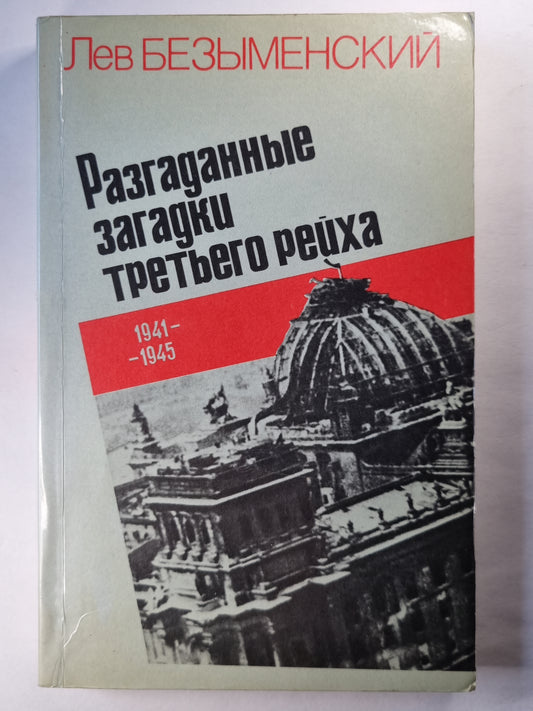 Лев БЕЗЫМЕНСКИЙ
Разгаданные
загадки
третьего рейха
1941–
–1945